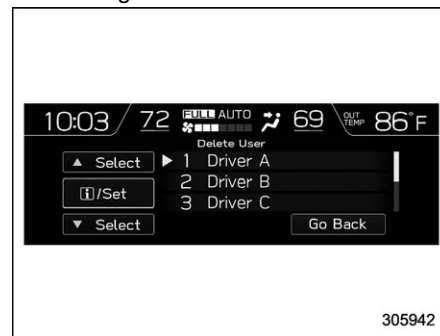 10:03 72 FULL AUTO 69 OUT TEMP 86°F
Delete User
▲ Select ▶ 1 Driver A
i/Set 2 Driver B
▼ Select 3 Driver C
Go Back
305942